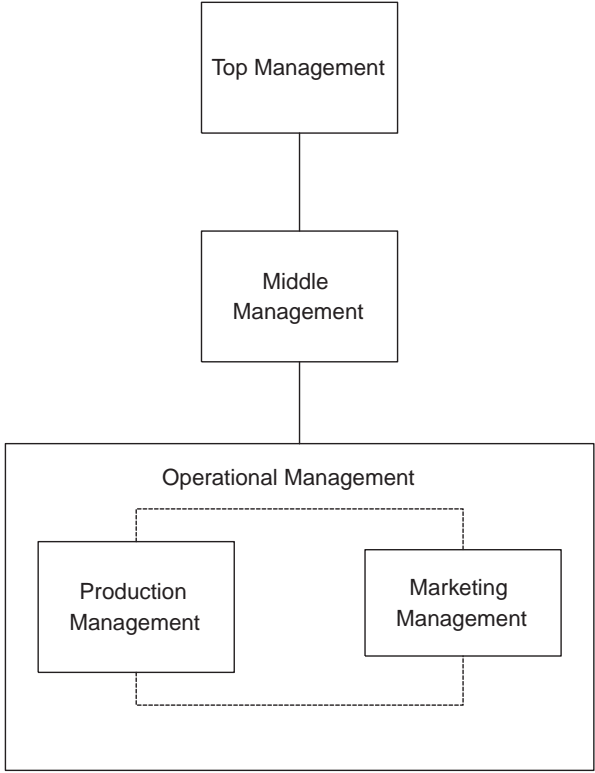 Top Management
Middle
Management
Operational Management
Production
Management
Marketing
Management